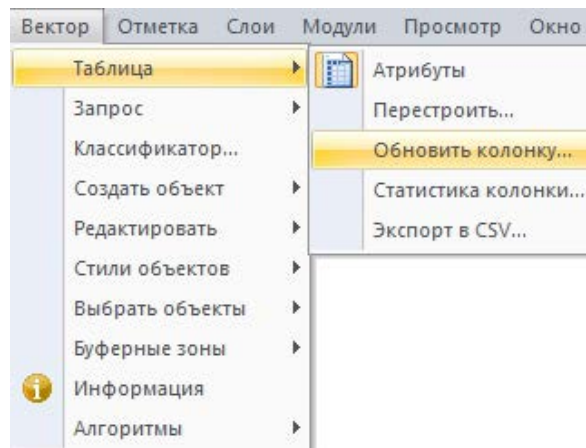 Вектор Отметка Слои Модули Просмотр Окно
Таблица
Запрос
Классификатор...
Создать объект
Редактировать
Стили объектов
Выбрать объекты
Буферные зоны
Информация
Алгоритмы
Атрибуты
Перестроить...
Обновить колонку...
Статистика колонки...
Экспорт в CSV...